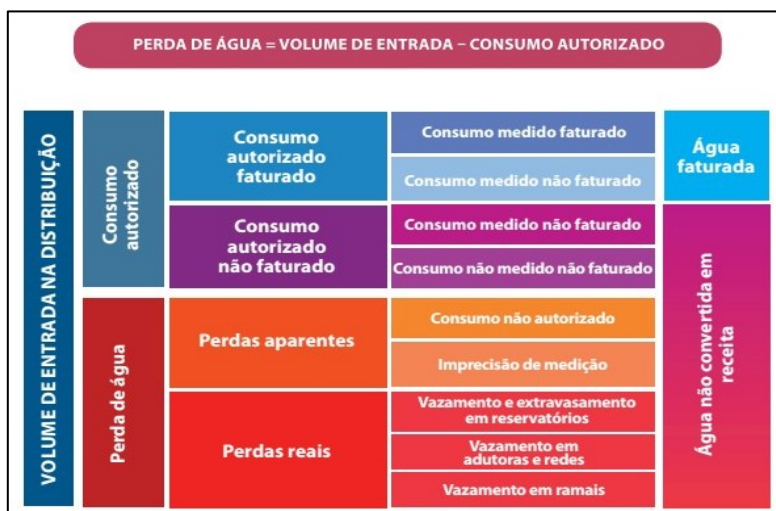 PERDA DE ÁGUA = VOLUME DE ENTRADA – CONSUMO AUTORIZADO
VOLUME DE ENTRADA NA DISTRIBUIÇÃO
Consumo
autorizado
Consumo
autorizado
faturado
Consumo medido faturado
Consumo medido não faturado
Água
faturada
Consumo
autorizado
não faturado
Consumo medido não faturado
Consumo não medido não faturado
Água não convertida em
receita
Perda de água
Perdas aparentes
Consumo não autorizado
Imprecisão de medição
Perdas reais
Vazamento e extravasamento
em reservatórios
Vazamento em
adutoras e redes
Vazamento em ramais